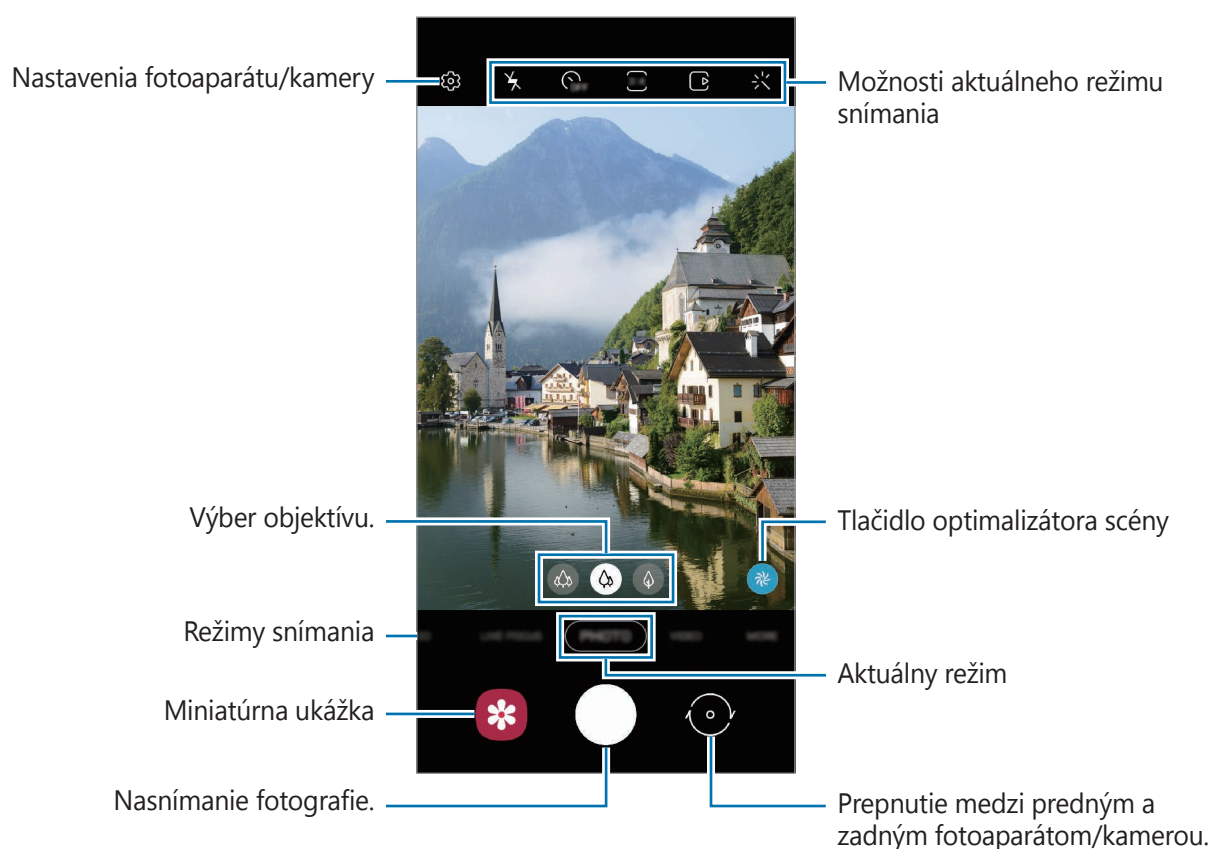 Nastavenia fotoaparátu/kamery
Možnosti aktuálneho režimu
snímania
OFF
Výber objektívu.
Tlačidlo optimalizátora scény
Režimy snímania
LIVE FOCUS
PHOTO
VIDEO
MORE
Aktuálny režim
Miniatúrna ukážka
Nasnímanie fotografie.
Prepnutie medzi predným a
zadným fotoaparátom/kamerou.